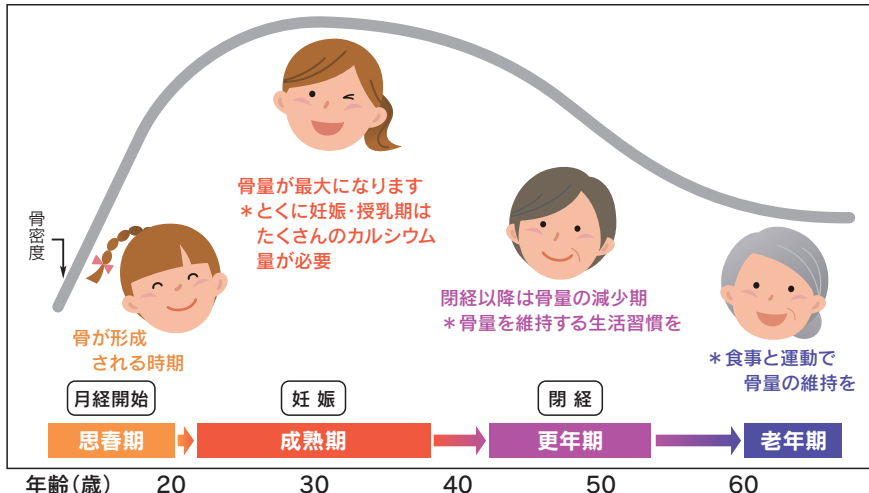 骨密度
骨量が最大になります
＊とくに妊娠・授乳期は
たくさんのカルシウム
量が必要
骨が形成
される時期
閉経以降は骨量の減少期
＊骨量を維持する生活習慣を
＊食事と運動で
骨量の維持を
月経開始 妊娠 閉経
思春期 成熟期 更年期 老年期
年齢(歳) 20 30 40 50 60